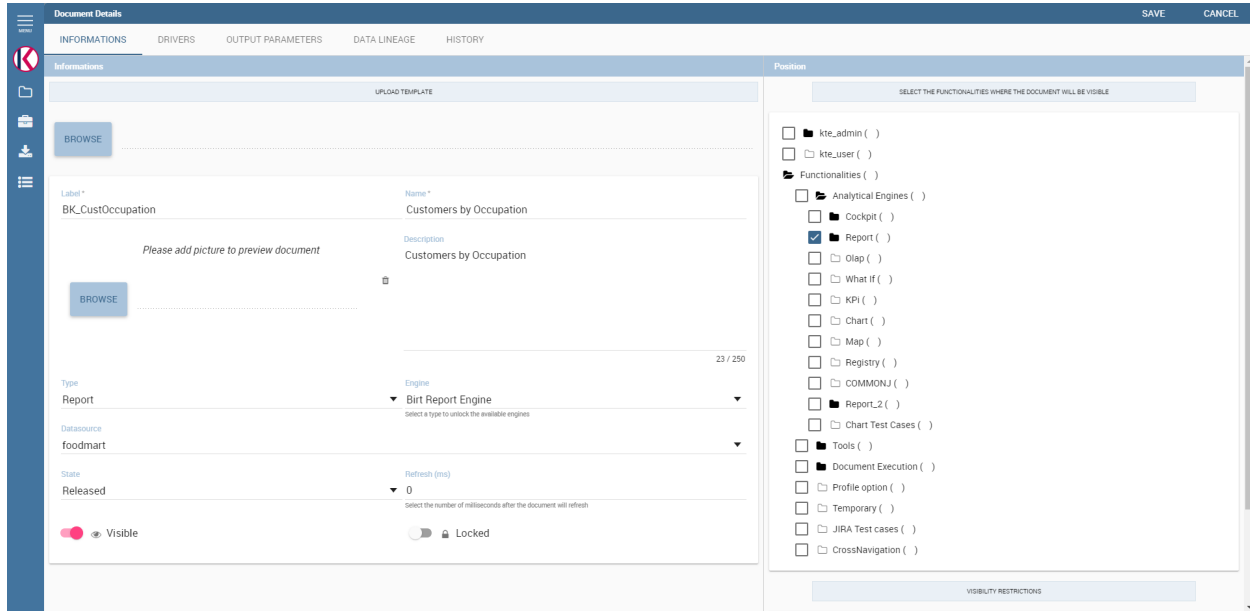 Document Details
SAVE
CANCEL
MENU
INFORMATIONS
DRIVERS
OUTPUT PARAMETERS
DATA LINEAGE
HISTORY
Informations
UPLOAD TEMPLATE
BROWSE
Label *
BK_CustOccupation
Name *
Customers by Occupation
Please add picture to preview document
BROWSE
Description
Customers by Occupation
23 / 250
Type
Report
Engine
Birt Report Engine
Select a type to unlock the available engines
Datasource
foodmart
State
Released
Refresh (ms)
0
Select the number of milliseconds after the document will refresh
Visible
Locked
Position
SELECT THE FUNCTIONALITIES WHERE THE DOCUMENT WILL BE VISIBLE
kte_admin ( )
kte_user ( )
Functionalities ( )
Analytical Engines ( )
Cockpit ( )
Report ( )
Olap ( )
What If ( )
KPi ( )
Chart ( )
Map ( )
Registry ( )
COMMONJ ( )
Report_2 ( )
Chart Test Cases ( )
Tools ( )
Document Execution ( )
Profile option ( )
Temporary ( )
JIRA Test cases ( )
CrossNavigation ( )
VISIBILITY RESTRICTIONS